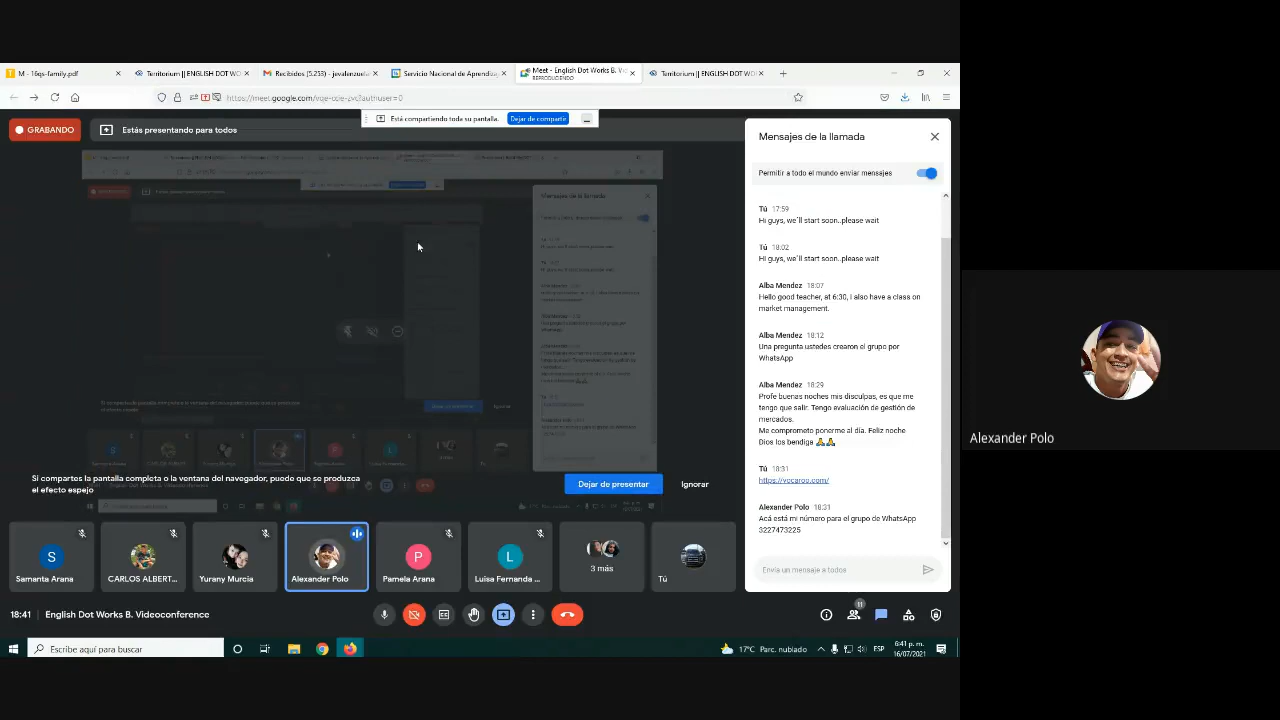 M - 16qs-family.pdf
Territorium || ENGLISH DOT WO
Recibidos (5.253) - jevalenzuela
Servicio Nacional de Aprendiza
Meet - English Dot Works B. Vi
REPRODUCIENDO
Territorium || ENGLISH DOT WO
Está compartiendo toda su pantalla.
Dejar de compartir
GRABANDO
Estás presentando para todos
Mensajes de la llamada
Permitir a todo el mundo enviar mensajes
Tú 17:59
Hi guys, we´ll start soon..please wait
Tú 18:02
Hi guys, we´ll start soon..please wait
Alba Mendez 18:07
Hello good teacher, at 6:30, I also have a class on
market management.
Alba Mendez 18:12
Una pregunta ustedes crearon el grupo por
WhatsApp
Alba Mendez 18:29
Profe buenas noches mis disculpas, es que me
tengo que salir. Tengo evaluación de gestión de
mercados.
Me comprometo ponerme al día. Feliz noche
Dios los bendiga 🙏🙏
Tú 18:31
https://vocaroo.com/
Alexander Polo 18:31
Acá está mi número para el grupo de WhatsApp
3227473225
Envía un mensaje a todos
Si compartes la pantalla completa o la ventana del navegador, puede que se produzca
el efecto espejo
Dejar de presentar
Ignorar
S
P
L
Samanta Arana
CARLOS ALBERT...
Yurany Murcia
Alexander Polo
Pamela Arana
Luisa Fernanda ...
3 más
Tú
18:41
English Dot Works B. Videoconference
11
Escribe aquí para buscar
17°C Parc. nublado
ESP
6:41 p. m.
16/07/2021
Alexander Polo